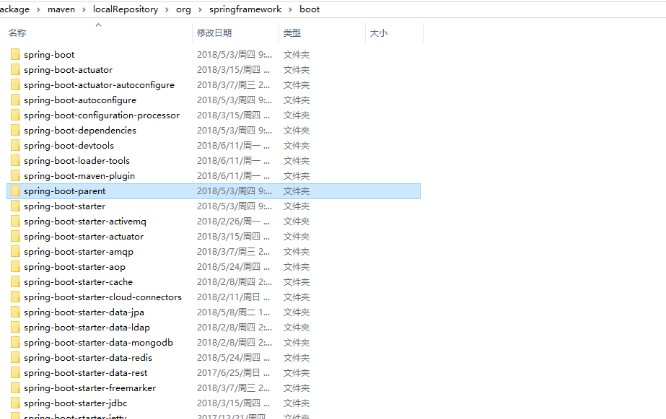 ackage > maven > localRepository > org > springframework > boot
名称 修改日期 类型 大小
spring-boot 2018/5/3/周四 9:... 文件夹
spring-boot-actuator 2018/3/15/周四 ... 文件夹
spring-boot-actuator-autoconfigure 2018/3/7/周三 2... 文件夹
spring-boot-autoconfigure 2018/5/3/周四 9:... 文件夹
spring-boot-configuration-processor 2018/3/15/周四 ... 文件夹
spring-boot-dependencies 2018/5/3/周四 9:... 文件夹
spring-boot-devtools 2018/6/11/周一 ... 文件夹
spring-boot-loader-tools 2018/6/11/周一 ... 文件夹
spring-boot-maven-plugin 2018/6/11/周一 ... 文件夹
spring-boot-parent 2018/5/3/周四 9:... 文件夹
spring-boot-starter 2018/5/3/周四 9:... 文件夹
spring-boot-starter-activemq 2018/2/26/周一 ... 文件夹
spring-boot-starter-actuator 2018/3/15/周四 ... 文件夹
spring-boot-starter-amqp 2018/3/7/周三 2... 文件夹
spring-boot-starter-aop 2018/5/24/周四 ... 文件夹
spring-boot-starter-cache 2018/2/8/周四 2:... 文件夹
spring-boot-starter-cloud-connectors 2018/2/11/周日 ... 文件夹
spring-boot-starter-data-jpa 2018/5/8/周二 1... 文件夹
spring-boot-starter-data-ldap 2018/2/8/周四 2:... 文件夹
spring-boot-starter-data-mongodb 2018/2/8/周四 2:... 文件夹
spring-boot-starter-data-redis 2018/5/24/周四 ... 文件夹
spring-boot-starter-data-rest 2017/6/25/周日 ... 文件夹
spring-boot-starter-freemarker 2018/3/7/周三 2... 文件夹
spring-boot-starter-jdbc 2018/3/15/周四 ... 文件夹
spring-boot-starter-jetty 2017/12/21/周四 文件夹